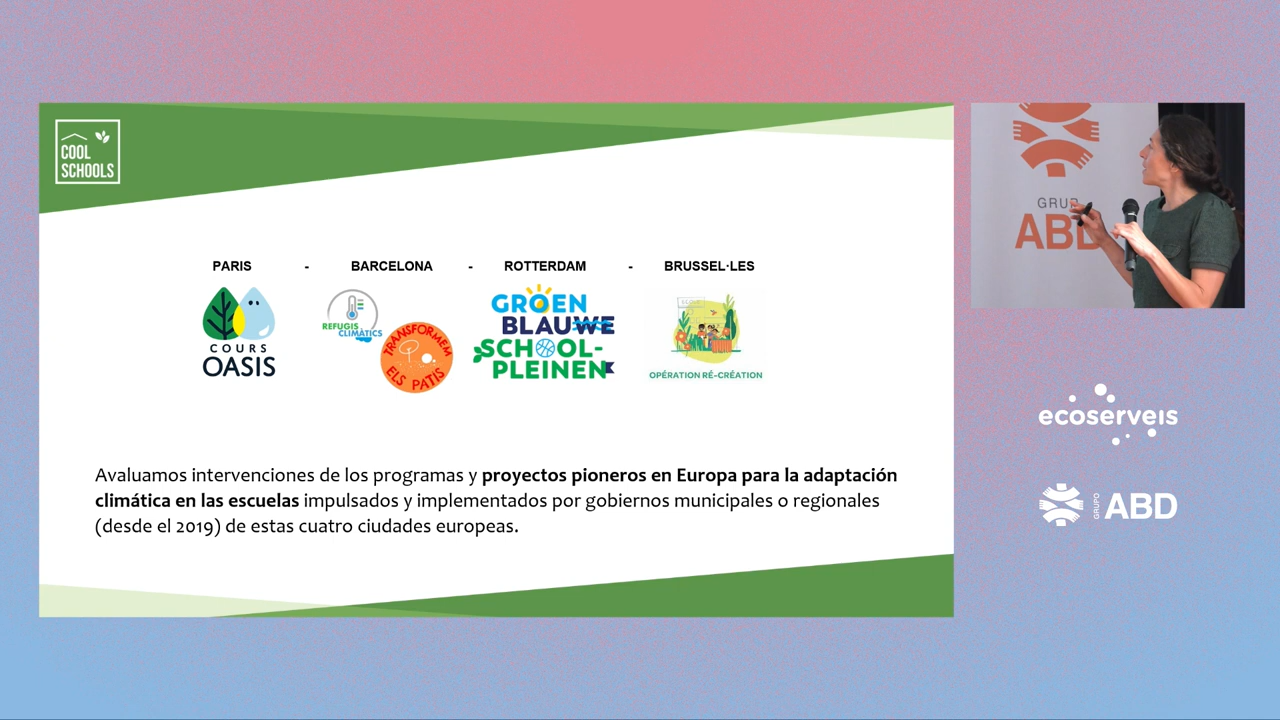 COOL
SCHOOLS
PARIS - BARCELONA - ROTTERDAM - BRUSSEL·LES
COURS
OASIS
REFUGIS
CLIMÀTICS
TRANSFORMEM
ELS PATIS
GROEN
BLAUWE
SCHOOL-
PLEINEN
ECOLE
OPÉRATION RÉ-CRÉATION
Avaluamos intervenciones de los programas y proyectos pioneros en Europa para la adaptación
climática en las escuelas impulsados y implementados por gobiernos municipales o regionales
(desde el 2019) de estas cuatro ciudades europeas.
GRUP
ABD
ecoserveis
GRUPO
ABD